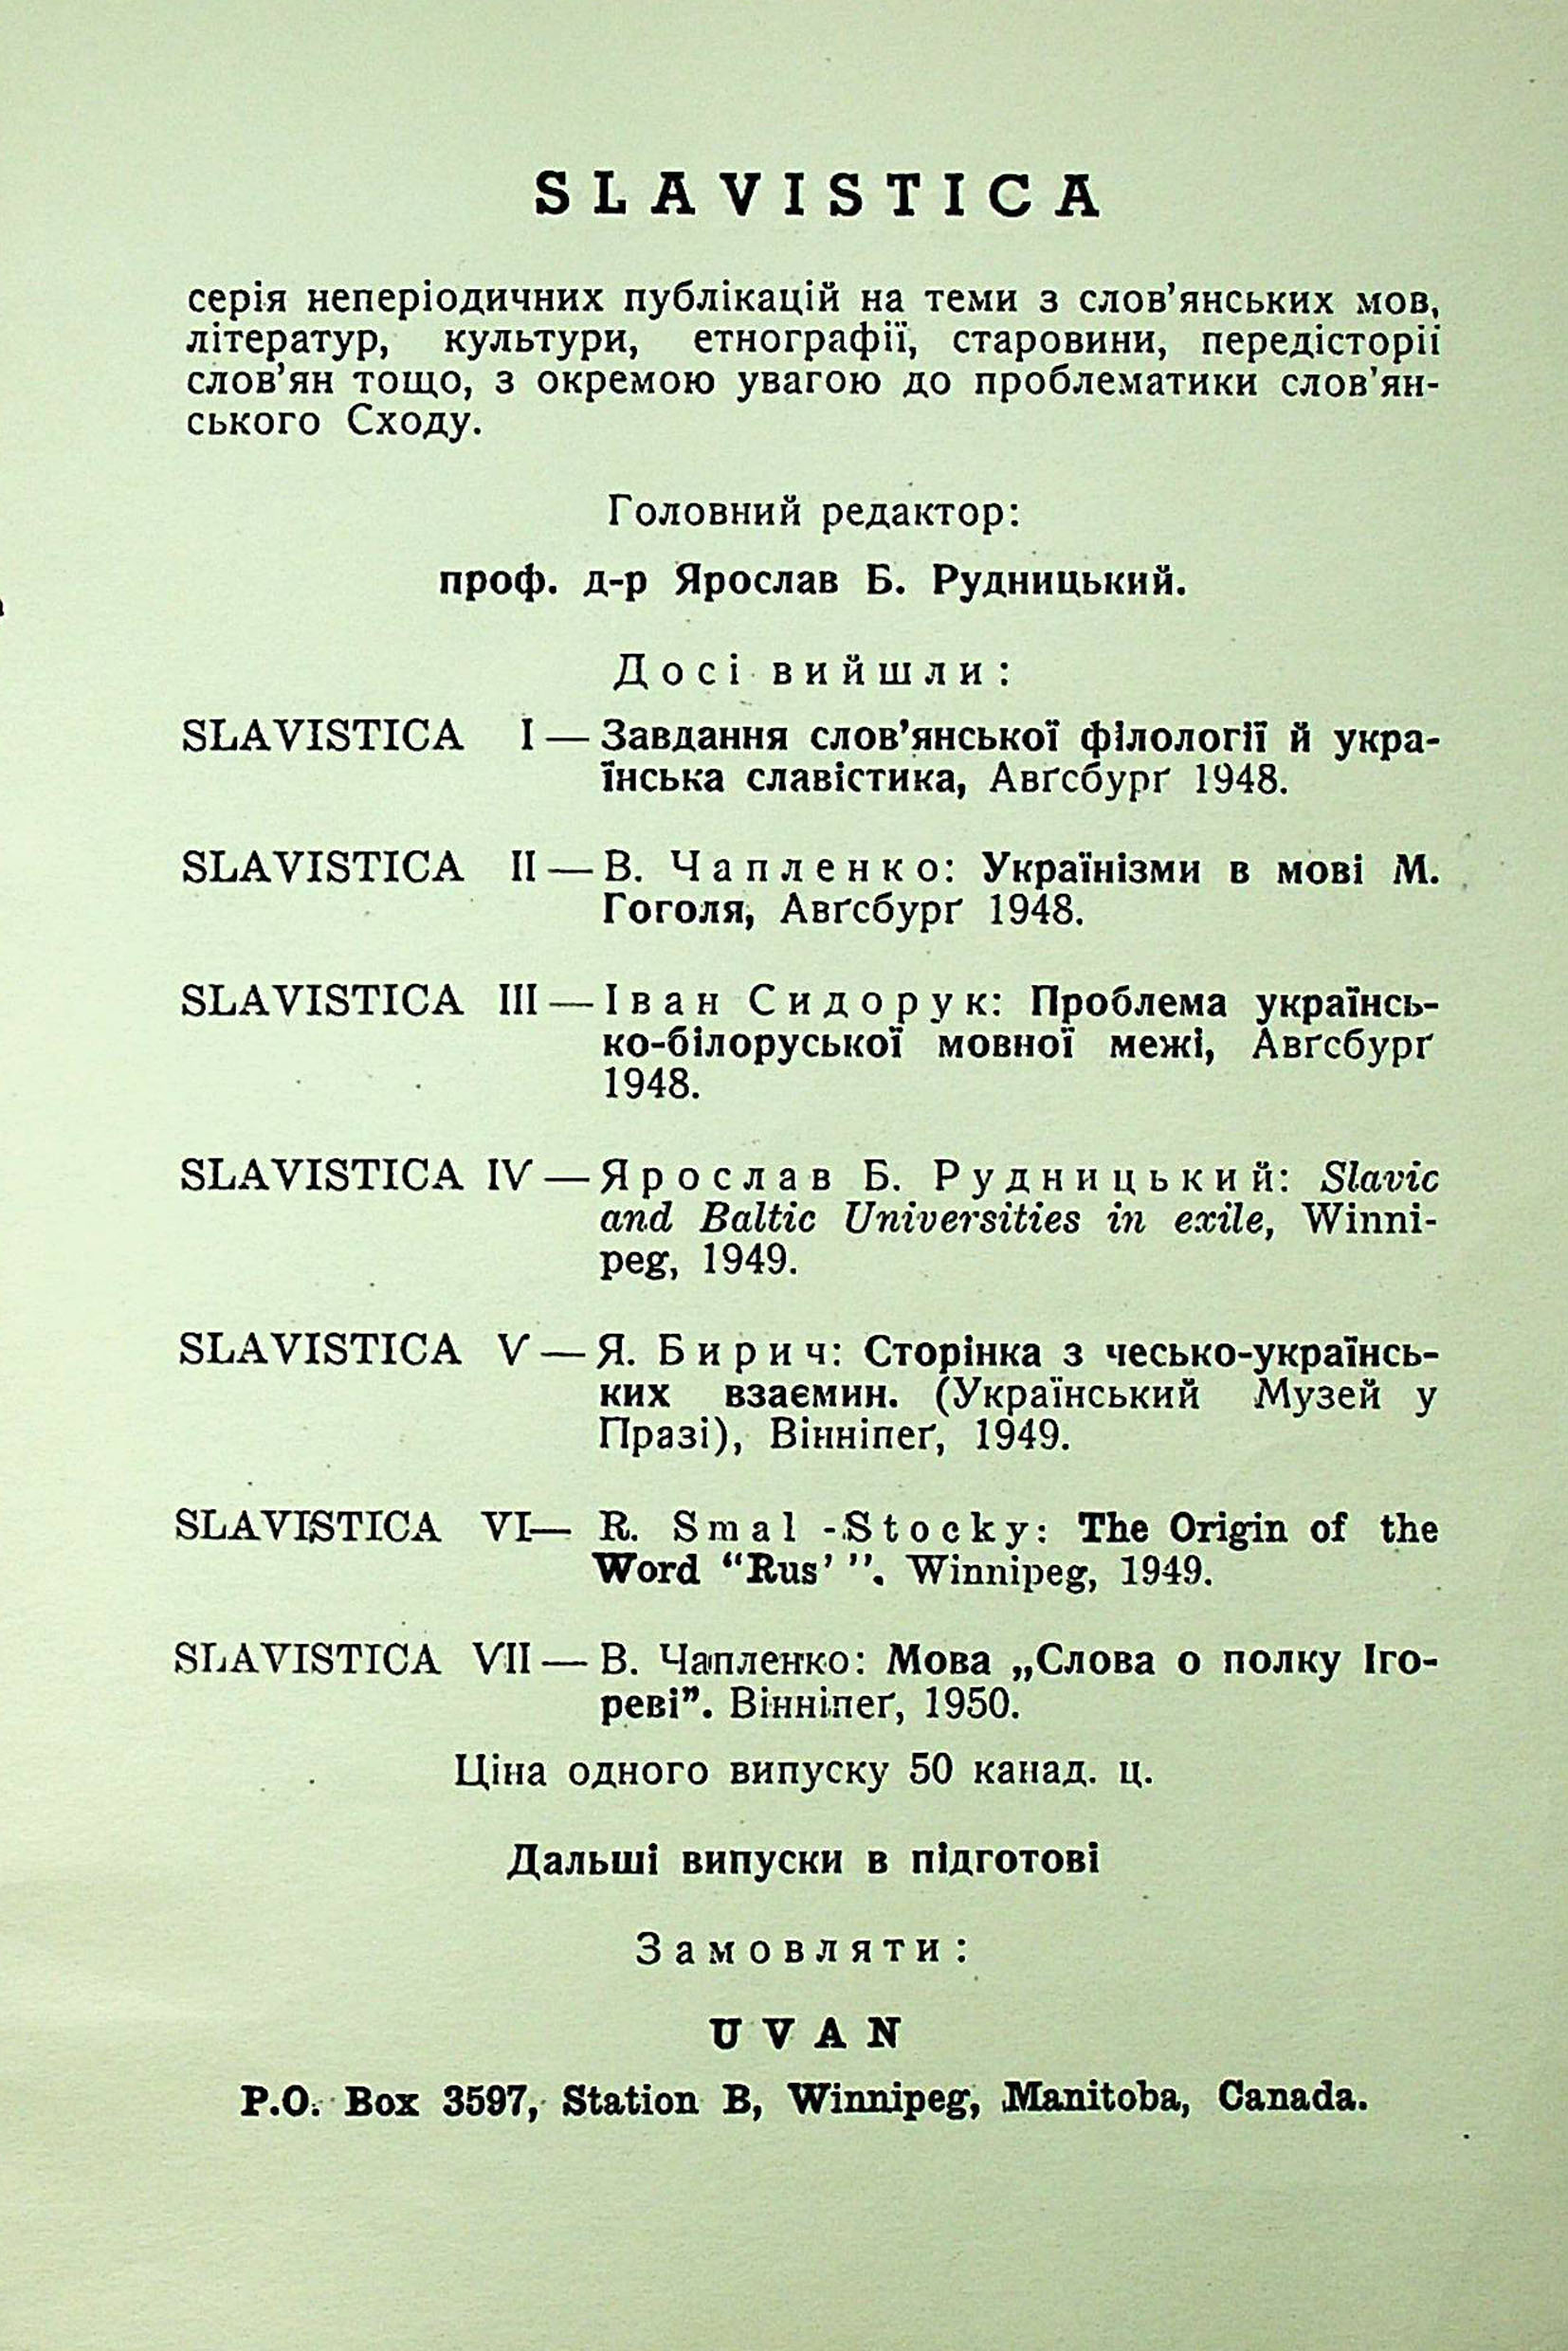 SLAVISTICA
серія неперіодичних публікацій на теми з слов’янських мов,
літератур, культури, етнографії, старовини, передісторії
слов’ян тощо, з окремою увагою до проблематики слов’ян-
ського Сходу.
Головний редактор:
проф. д-р Ярослав Б. Рудницький.
Досі вийшли:
SLAVISTICA I — Завдання слов’янської філології й укра-
їнська славістика, Авґсбурґ 1948.
SLAVISTICA II — В. Чапленко: Українізми в мові М.
Гоголя, Авґсбурґ 1948.
SLAVISTICA III — Іван Сидорук: Проблема українсь-
ко-білоруської мовної межі, Авґсбурґ
1948.
SLAVISTICA IV — Ярослав Б. Рудницький: Slavic
and Baltic Universities in exile, Winni-
peg, 1949.
SLAVISTICA V — Я. Бирич: Сторінка з чесько-українсь-
ких взаємин. (Український Музей у
Празі), Вінніпеґ, 1949.
SLAVISTICA VI— R. Smal-Stocky: The Origin of the
Word “Rus’ ”. Winnipeg, 1949.
SLAVISTICA VII — В. Чапленко: Мова „Слова о полку Іго-
реві”. Вінніпеґ, 1950.
Ціна одного випуску 50 канад. ц.
Дальші випуски в підготові
Замовляти:
UVAN
P.O. Box 3597, Station B, Winnipeg, Manitoba, Canada.